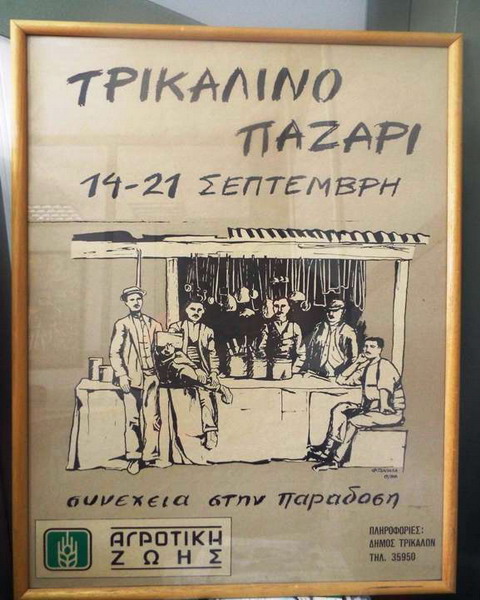 ΤΡΙΚΑΛΙΝΟ
ΠΑΖΑΡΙ
14-21 ΣΕΠΤΕΜΒΡΗ
συνεχεια στην παραδοση
ΑΓΡΟΤΙΚΗ
ΖΩΗΣ
ΠΛΗΡΟΦΟΡΙΕΣ:
ΔΗΜΟΣ ΤΡΙΚΑΛΩΝ
ΤΗΛ. 35950